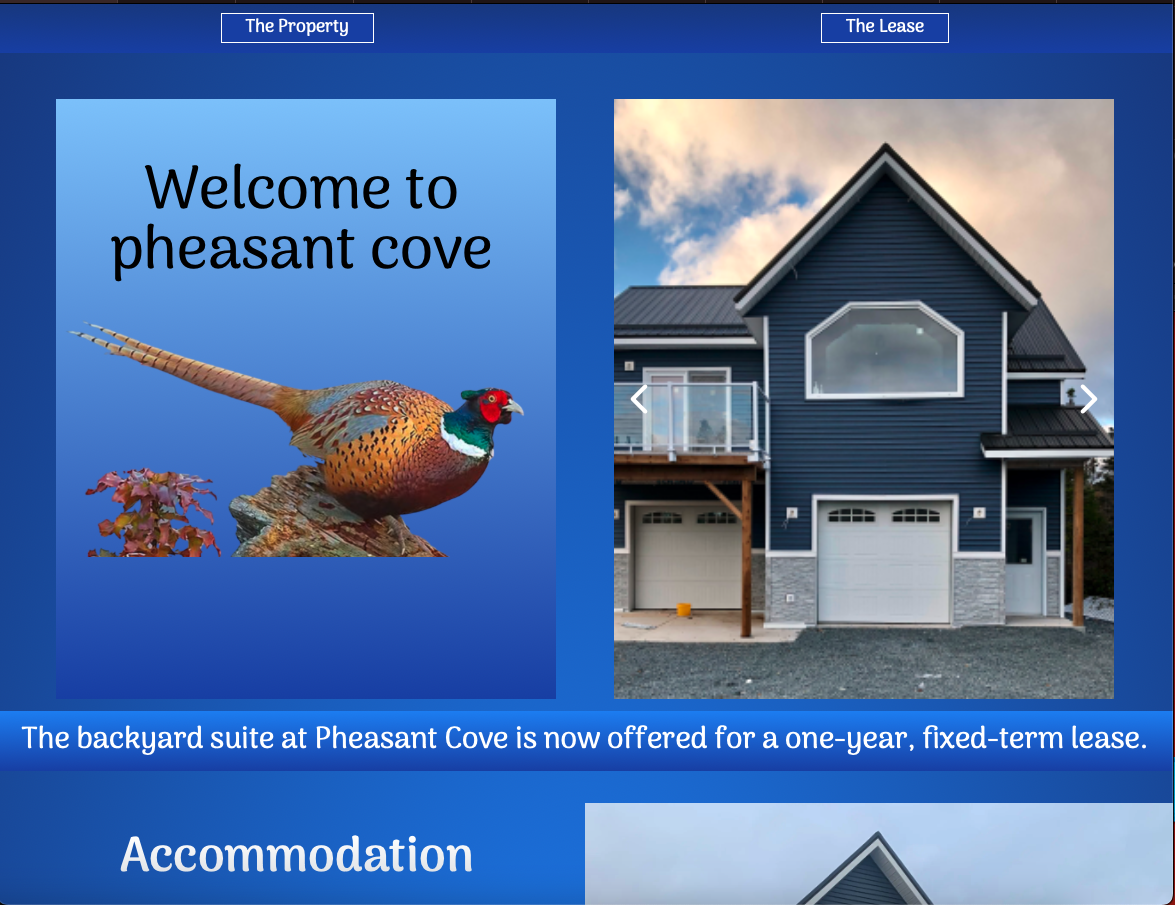 The Property
The Lease
Welcome to
pheasant cove
The backyard suite at Pheasant Cove is now offered for a one-year, fixed-term lease.
Accommodation